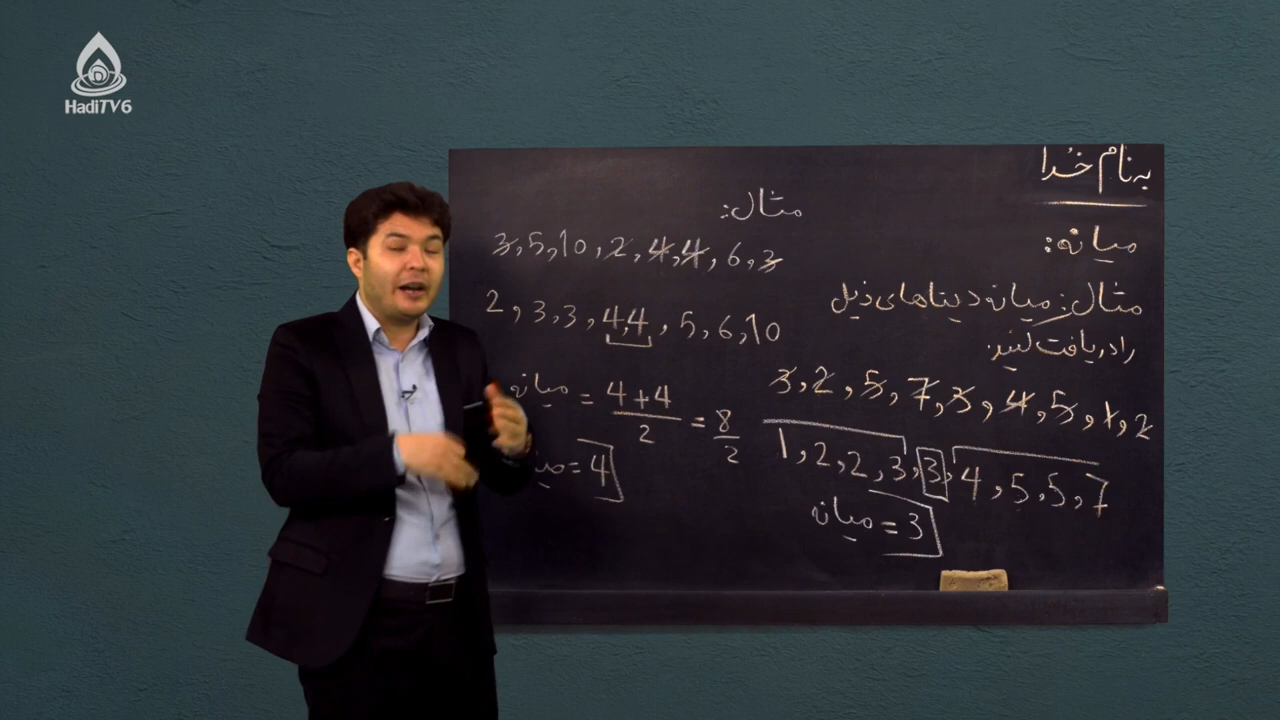 HadiTV6
به نام خُدا
میانه:
مثال: میانه دیتاهای ذیل
را دریافت کنید.
3, 2, 5, 7, 3, 4, 5, 1, 2
1, 2, 2, 3, 3, 4, 5, 5, 7
میانه = 3
مثال:
3, 5, 10, 2, 4, 4, 6, 3
2, 3, 3, 4, 4, 5, 6, 10
میانه = 4+4/2 = 8/2
= 4